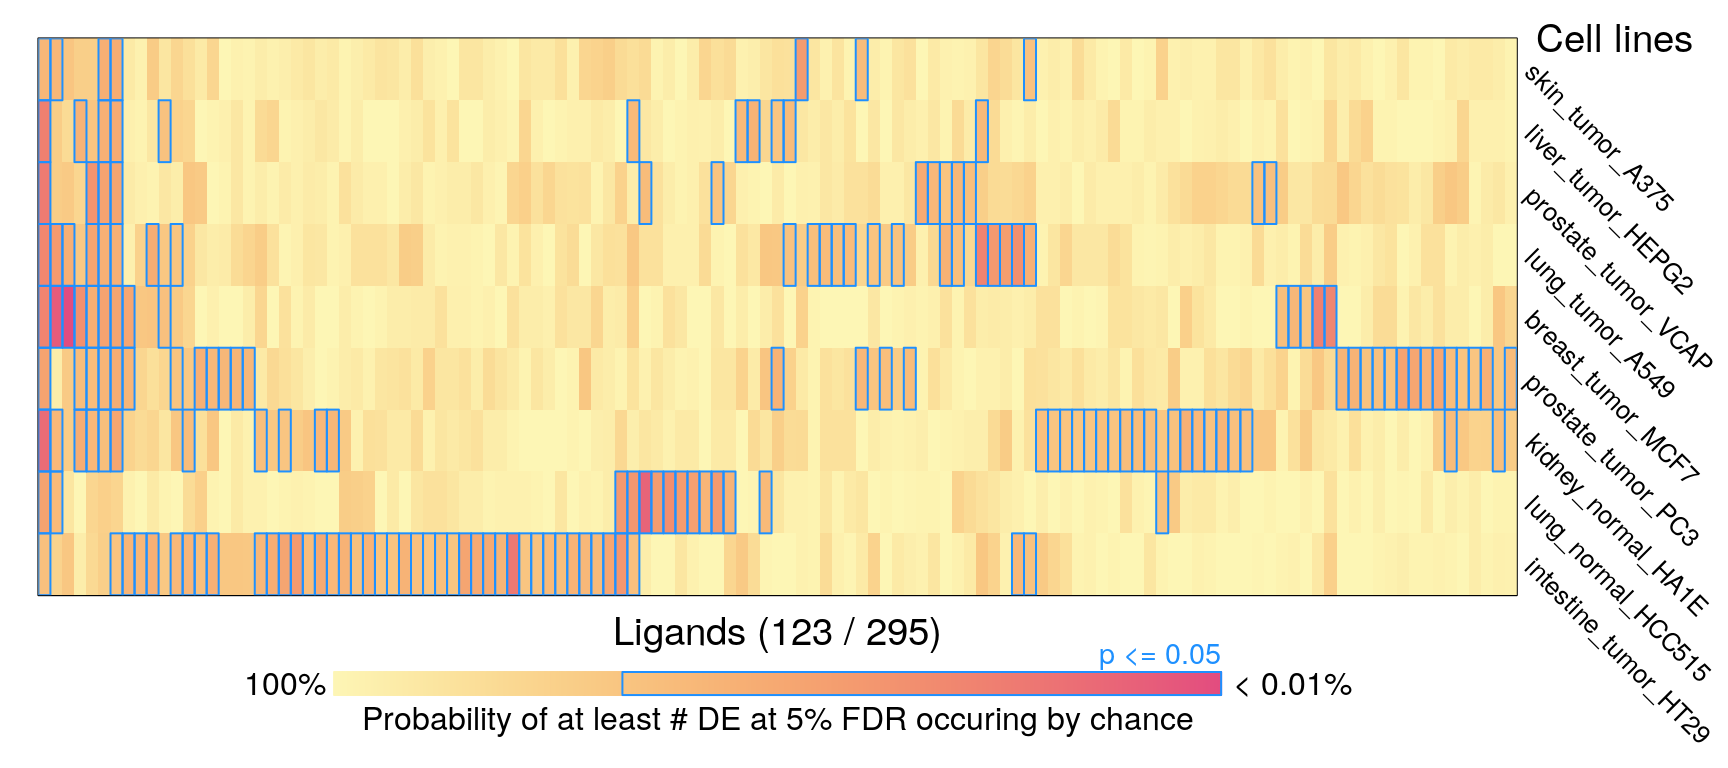 Cell lines
skin_tumor_A375
liver_tumor_HEPG2
prostate_tumor_VCAP
lung_tumor_A549
breast_tumor_MCF7
prostate_tumor_PC3
kidney_normal_HA1E
lung_normal_HCC515
intestine_tumor_HT29
Ligands (123 / 295)
p <= 0.05
100% < 0.01%
Probability of at least # DE at 5% FDR occuring by chance